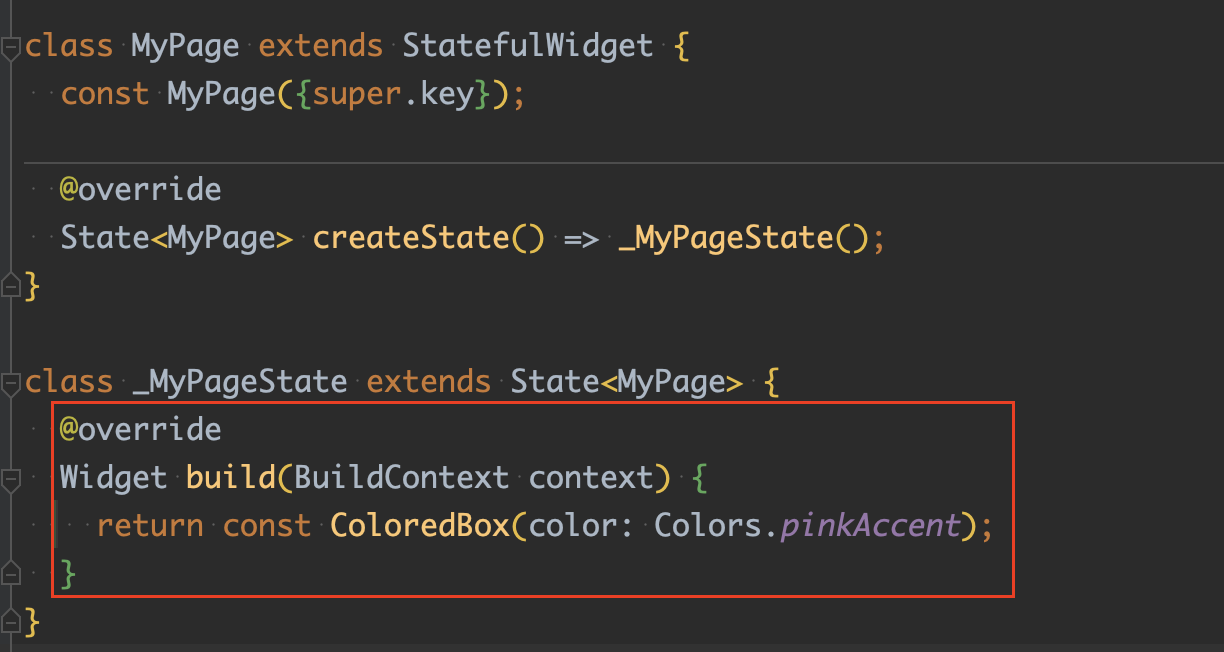 class MyPage extends StatefulWidget {
  const MyPage({super.key});
  @override
  State<MyPage> createState() => _MyPageState();
}
class _MyPageState extends State<MyPage> {
  @override
  Widget build(BuildContext context) {
    return const ColoredBox(color: Colors.pinkAccent);
  }
}